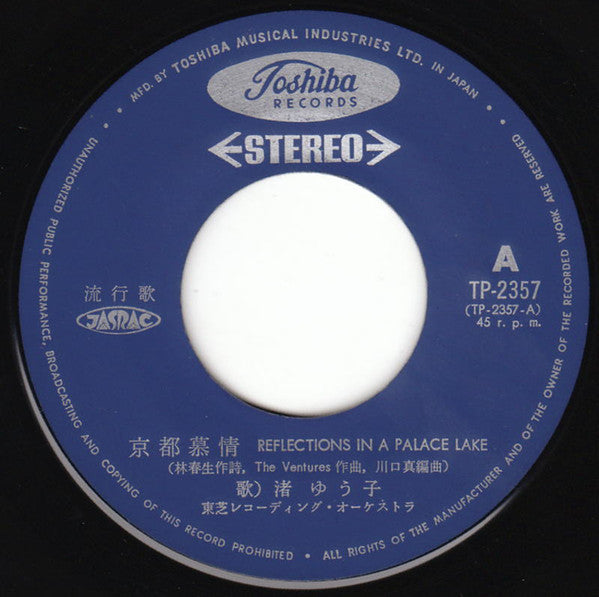 MFD. BY TOSHIBA MUSICAL INDUSTRIES LTD. IN JAPAN •
UNAUTHORIZED PUBLIC PERFORMANCE, BROADCASTING AND COPYING OF THIS RECORD PROHIBITED • ALL RIGHTS OF THE MANUFACTURER AND OF THE OWNER OF THE RECORDED WORK ARE RESERVED •
Toshiba
RECORDS
STEREO
A
TP-2357
(TP-2357-A)
45 r. p. m.
流行歌
JASRAC
京都慕情 REFLECTIONS IN A PALACE LAKE
(林春生作詩, The Ventures 作曲, 川口真編曲)
歌) 渚 ゆう子
東芝レコーディング・オーケストラ